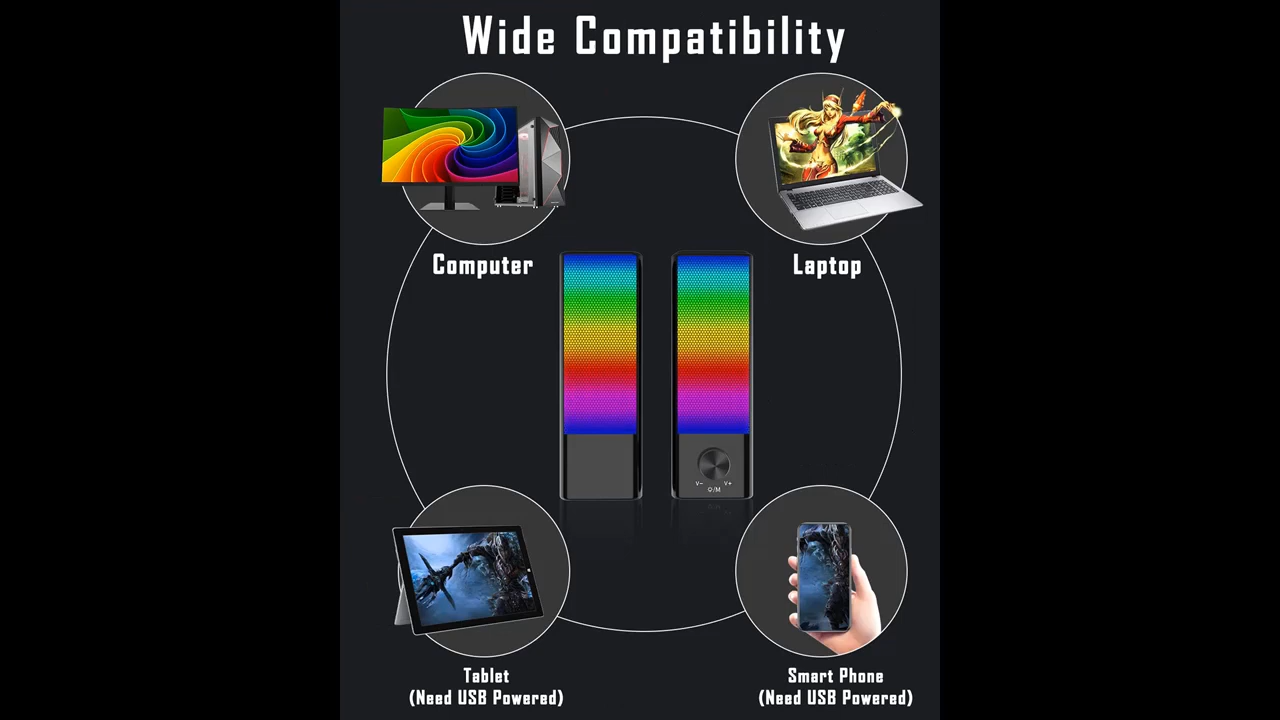 Wide Compatibility
Computer
Laptop
V- V+
O/M
Tablet
(Need USB Powered)
Smart Phone
(Need USB Powered)